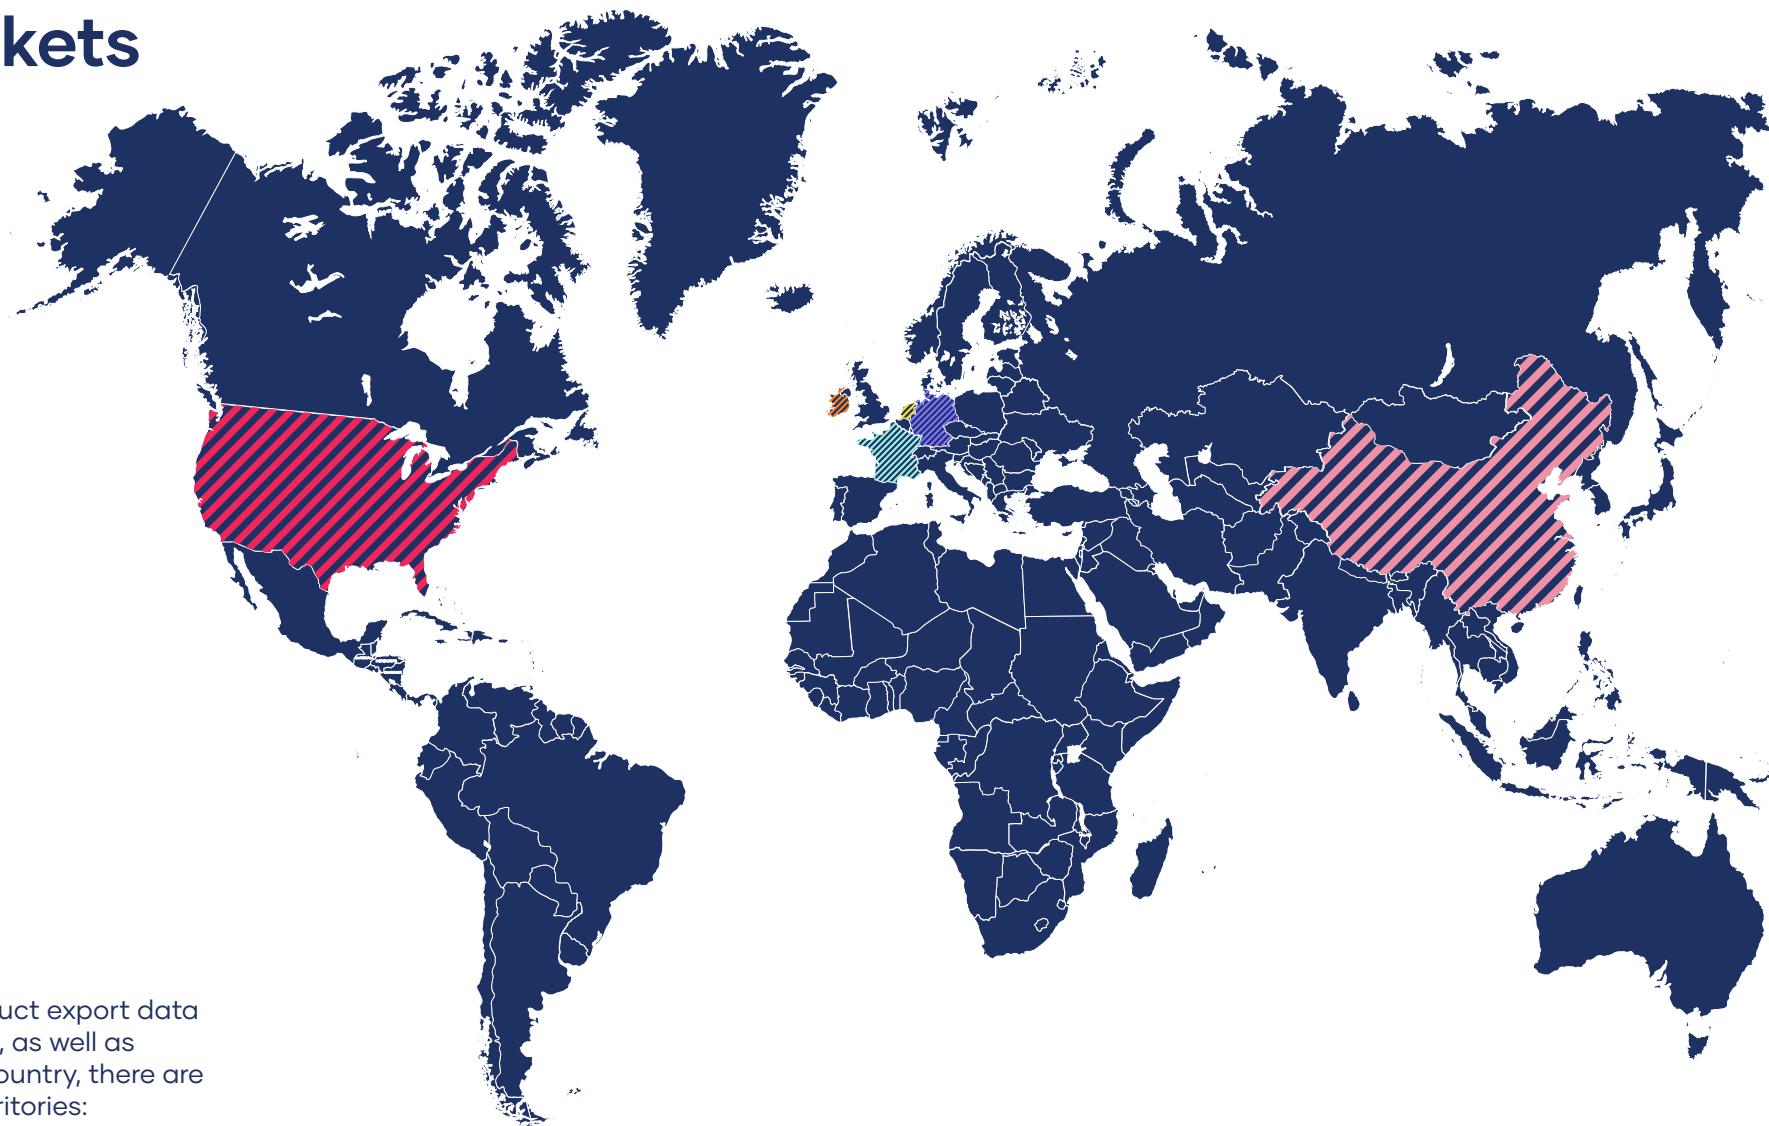 kets
uct export data
, as well as
ountry, there are
ritories: